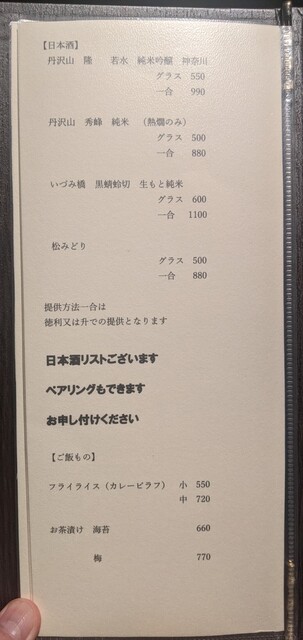 【日本酒】
丹沢山 隆 若水 純米吟醸 神奈川
グラス 550
一合 990
丹沢山 秀峰 純米 （熱燗のみ）
グラス 500
一合 880
いづみ橋 黒蜻蛉切 生もと純米
グラス 600
一合 1100
松みどり
グラス 500
一合 880
提供方法一合は
徳利又は升での提供となります
日本酒リストございます
ペアリングもできます
お申し付けください
【ご飯もの】
フライライス（カレーピラフ） 小 550
中 720
お茶漬け 海苔 660
梅 770